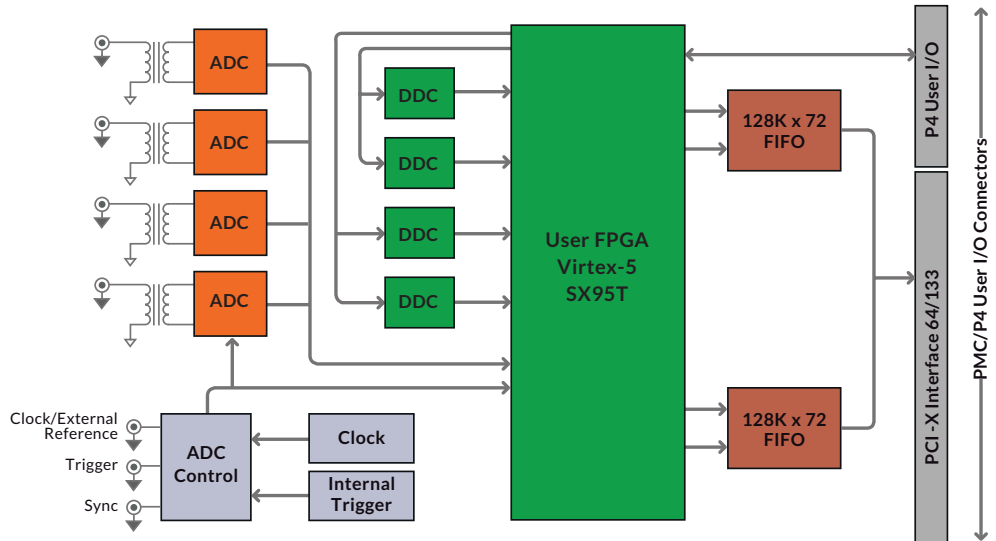 ADC
ADC
ADC
ADC
DDC
DDC
DDC
DDC
User FPGA
Virtex-5
SX95T
128K x 72
FIFO
128K x 72
FIFO
P4 User I/O
PCI -X Interface 64/133
PMC/P4 User I/O Connectors
Clock/External
Reference
Trigger
Sync
ADC
Control
Clock
Internal
Trigger